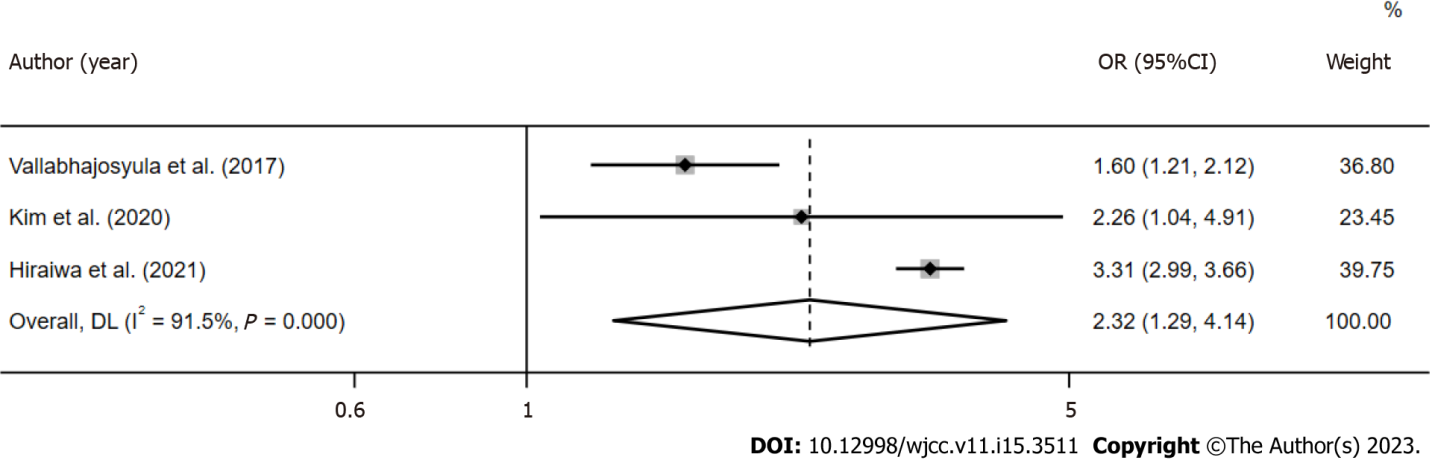 %
Author (year) OR (95%CI) Weight
Vallabhajosyula et al. (2017) 1.60 (1.21, 2.12) 36.80
Kim et al. (2020) 2.26 (1.04, 4.91) 23.45
Hiraiwa et al. (2021) 3.31 (2.99, 3.66) 39.75
Overall, DL (I² = 91.5%, P = 0.000) 2.32 (1.29, 4.14) 100.00
0.6 1 5
DOI: 10.12998/wjcc.v11.i15.3511 Copyright ©The Author(s) 2023.